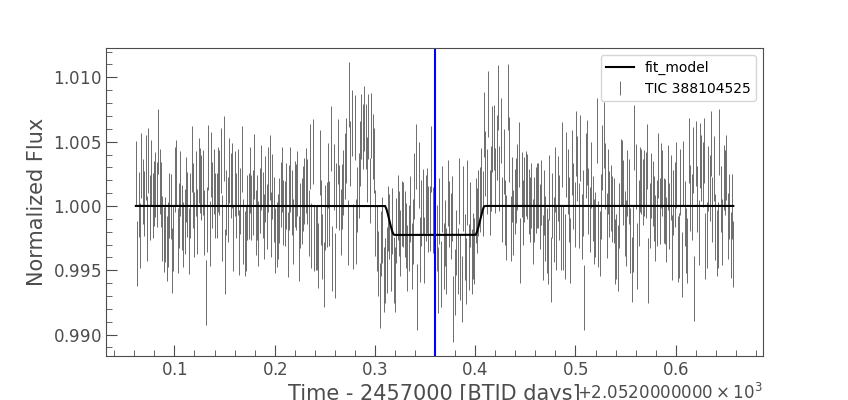 fit_model
TIC 388104525
1.010
1.005
1.000
0.995
0.990
Normalized Flux
0.1 0.2 0.3 0.4 0.5 0.6
Time - 2457000 [BTJD days]
+2.0520000000 × 10³